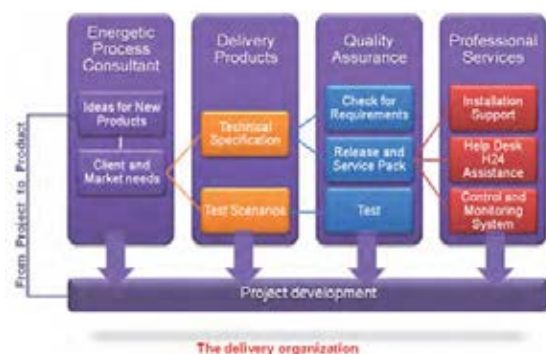 Energetic
Process
Consultant
Ideas for New
Products
Client and
Market needs
Delivery
Products
Technical
Specification
Test Scenarios
Quality
Assurance
Check for
Requirements
Release and
Service Pack
Test
Professional
Services
Installation
Support
Help Desk
H24
Assistance
Control and
Monitoring
System
From Project to Product
Project development
The delivery organization